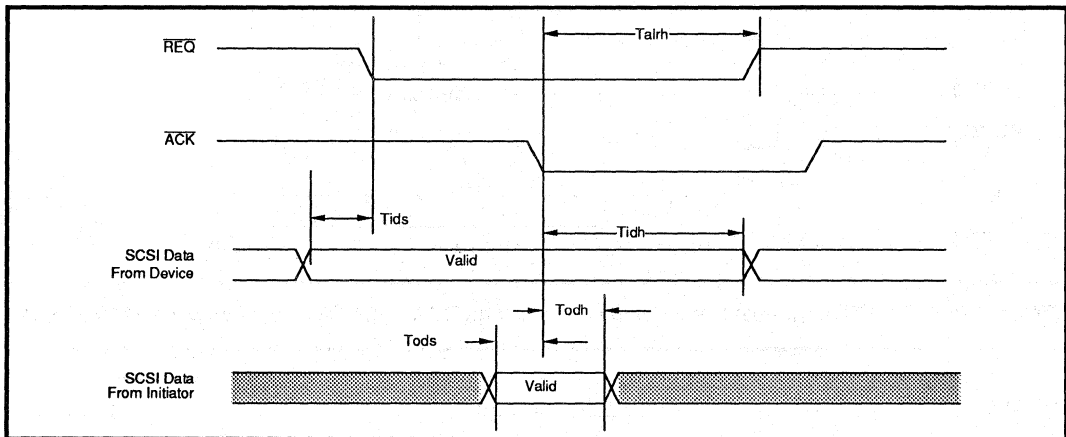 Talrh
REQ
ACK
Tids
Tidh
SCSI Data
From Device
Valid
Todh
Tods
SCSI Data
From Initiator
Valid